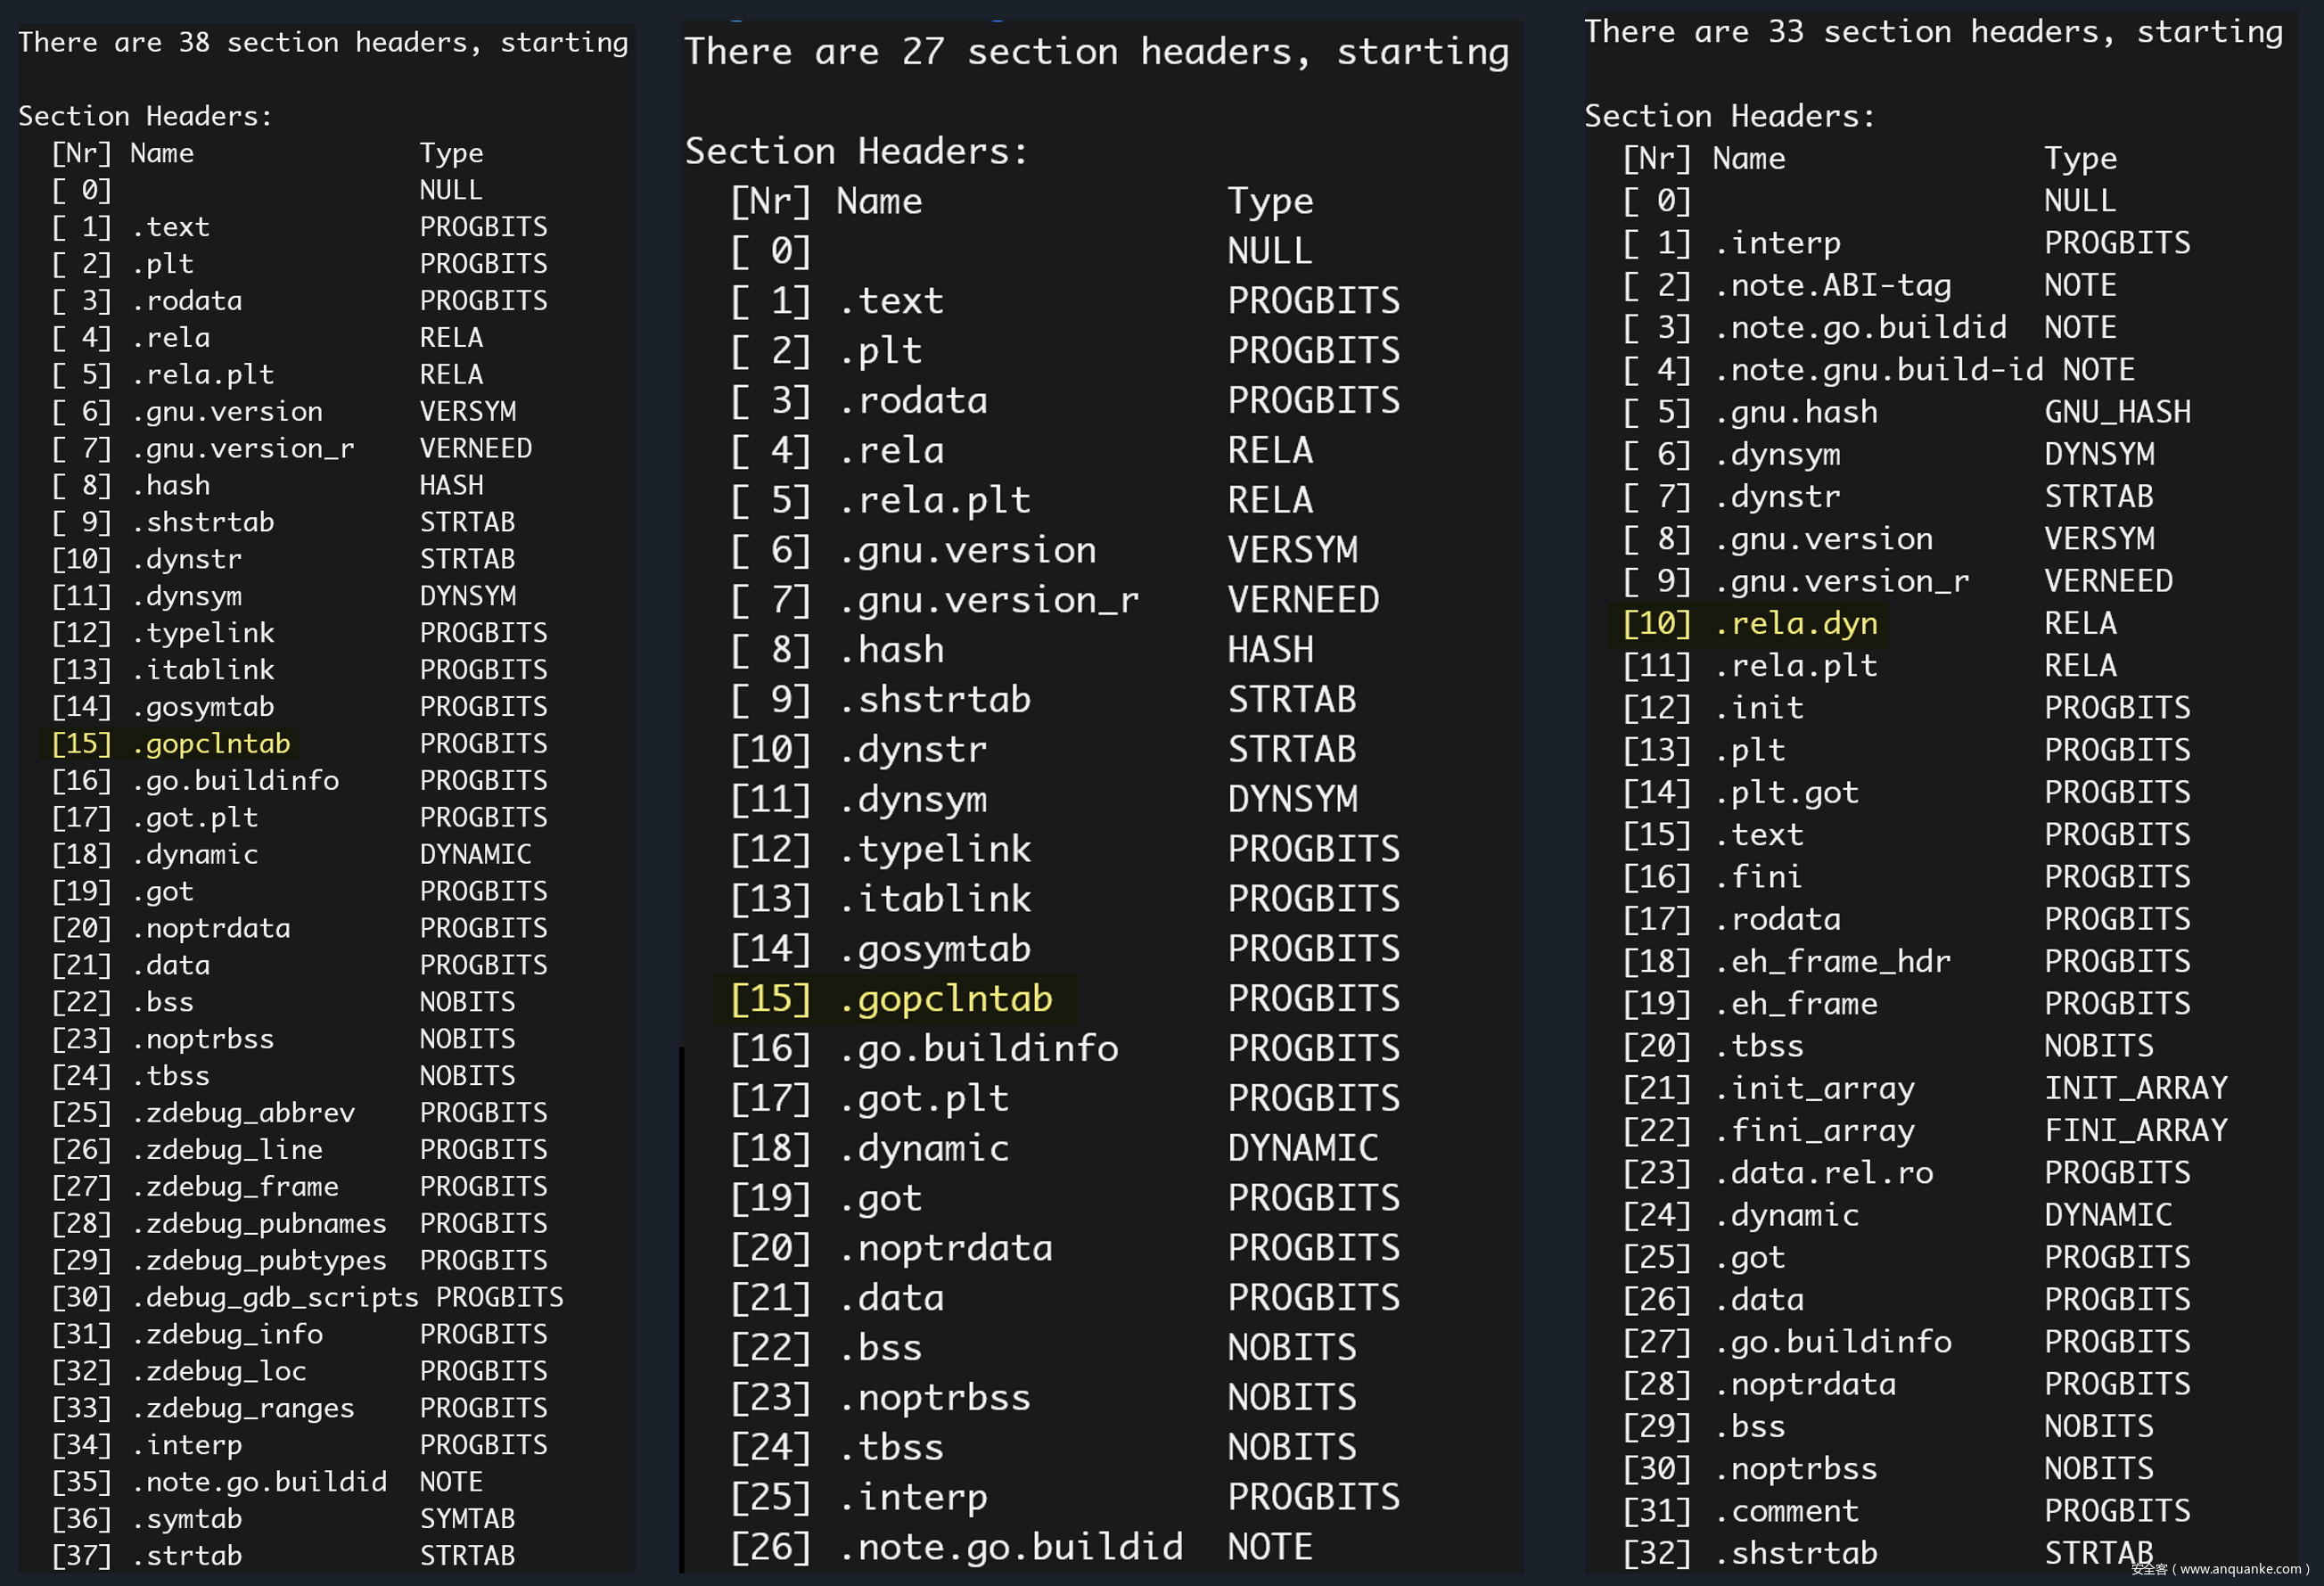 There are 38 section headers, starting
Section Headers:
[Nr] Name Type
[ 0] NULL
[ 1] .text PROGBITS
[ 2] .plt PROGBITS
[ 3] .rodata PROGBITS
[ 4] .rela RELA
[ 5] .rela.plt RELA
[ 6] .gnu.version VERSYM
[ 7] .gnu.version_r VERNEED
[ 8] .hash HASH
[ 9] .shstrtab STRTAB
[10] .dynstr STRTAB
[11] .dynsym DYNSYM
[12] .typelink PROGBITS
[13] .itablink PROGBITS
[14] .gosymtab PROGBITS
[15] .gopclntab PROGBITS
[16] .go.buildinfo PROGBITS
[17] .got.plt PROGBITS
[18] .dynamic DYNAMIC
[19] .got PROGBITS
[20] .noptrdata PROGBITS
[21] .data PROGBITS
[22] .bss NOBITS
[23] .noptrbss NOBITS
[24] .tbss NOBITS
[25] .zdebug_abbrev PROGBITS
[26] .zdebug_line PROGBITS
[27] .zdebug_frame PROGBITS
[28] .zdebug_pubnames PROGBITS
[29] .zdebug_pubtypes PROGBITS
[30] .debug_gdb_scripts PROGBITS
[31] .zdebug_info PROGBITS
[32] .zdebug_loc PROGBITS
[33] .zdebug_ranges PROGBITS
[34] .interp PROGBITS
[35] .note.go.buildid NOTE
[36] .symtab SYMTAB
[37] .strtab STRTAB
There are 27 section headers, starting
Section Headers:
[Nr] Name Type
[ 0] NULL
[ 1] .text PROGBITS
[ 2] .plt PROGBITS
[ 3] .rodata PROGBITS
[ 4] .rela RELA
[ 5] .rela.plt RELA
[ 6] .gnu.version VERSYM
[ 7] .gnu.version_r VERNEED
[ 8] .hash HASH
[ 9] .shstrtab STRTAB
[10] .dynstr STRTAB
[11] .dynsym DYNSYM
[12] .typelink PROGBITS
[13] .itablink PROGBITS
[14] .gosymtab PROGBITS
[15] .gopclntab PROGBITS
[16] .go.buildinfo PROGBITS
[17] .got.plt PROGBITS
[18] .dynamic DYNAMIC
[19] .got PROGBITS
[20] .noptrdata PROGBITS
[21] .data PROGBITS
[22] .bss NOBITS
[23] .noptrbss NOBITS
[24] .tbss NOBITS
[25] .interp PROGBITS
[26] .note.go.buildid NOTE
There are 33 section headers, starting
Section Headers:
[Nr] Name Type
[ 0] NULL
[ 1] .interp PROGBITS
[ 2] .note.ABI-tag NOTE
[ 3] .note.go.buildid NOTE
[ 4] .note.gnu.build-id NOTE
[ 5] .gnu.hash GNU_HASH
[ 6] .dynsym DYNSYM
[ 7] .dynstr STRTAB
[ 8] .gnu.version VERSYM
[ 9] .gnu.version_r VERNEED
[10] .rela.dyn RELA
[11] .rela.plt RELA
[12] .init PROGBITS
[13] .plt PROGBITS
[14] .plt.got PROGBITS
[15] .text PROGBITS
[16] .fini PROGBITS
[17] .rodata PROGBITS
[18] .eh_frame_hdr PROGBITS
[19] .eh_frame PROGBITS
[20] .tbss NOBITS
[21] .init_array INIT_ARRAY
[22] .fini_array FINI_ARRAY
[23] .data.rel.ro PROGBITS
[24] .dynamic DYNAMIC
[25] .got PROGBITS
[26] .data PROGBITS
[27] .go.buildinfo PROGBITS
[28] .noptrdata PROGBITS
[29] .bss NOBITS
[30] .noptrbss NOBITS
[31] .comment PROGBITS
[32] .shstrtab STRTAB
安全客 ( www.anquanke.com )